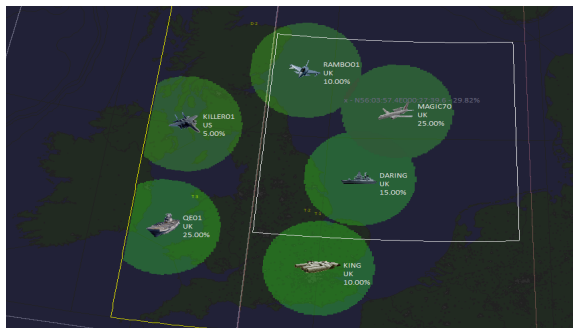 RAMBO01
UK
10.00%
MAGIC70
UK
25.00%
KILLER01
US
5.00%
DARING
UK
15.00%
QE01
UK
25.00%
KING
UK
10.00%